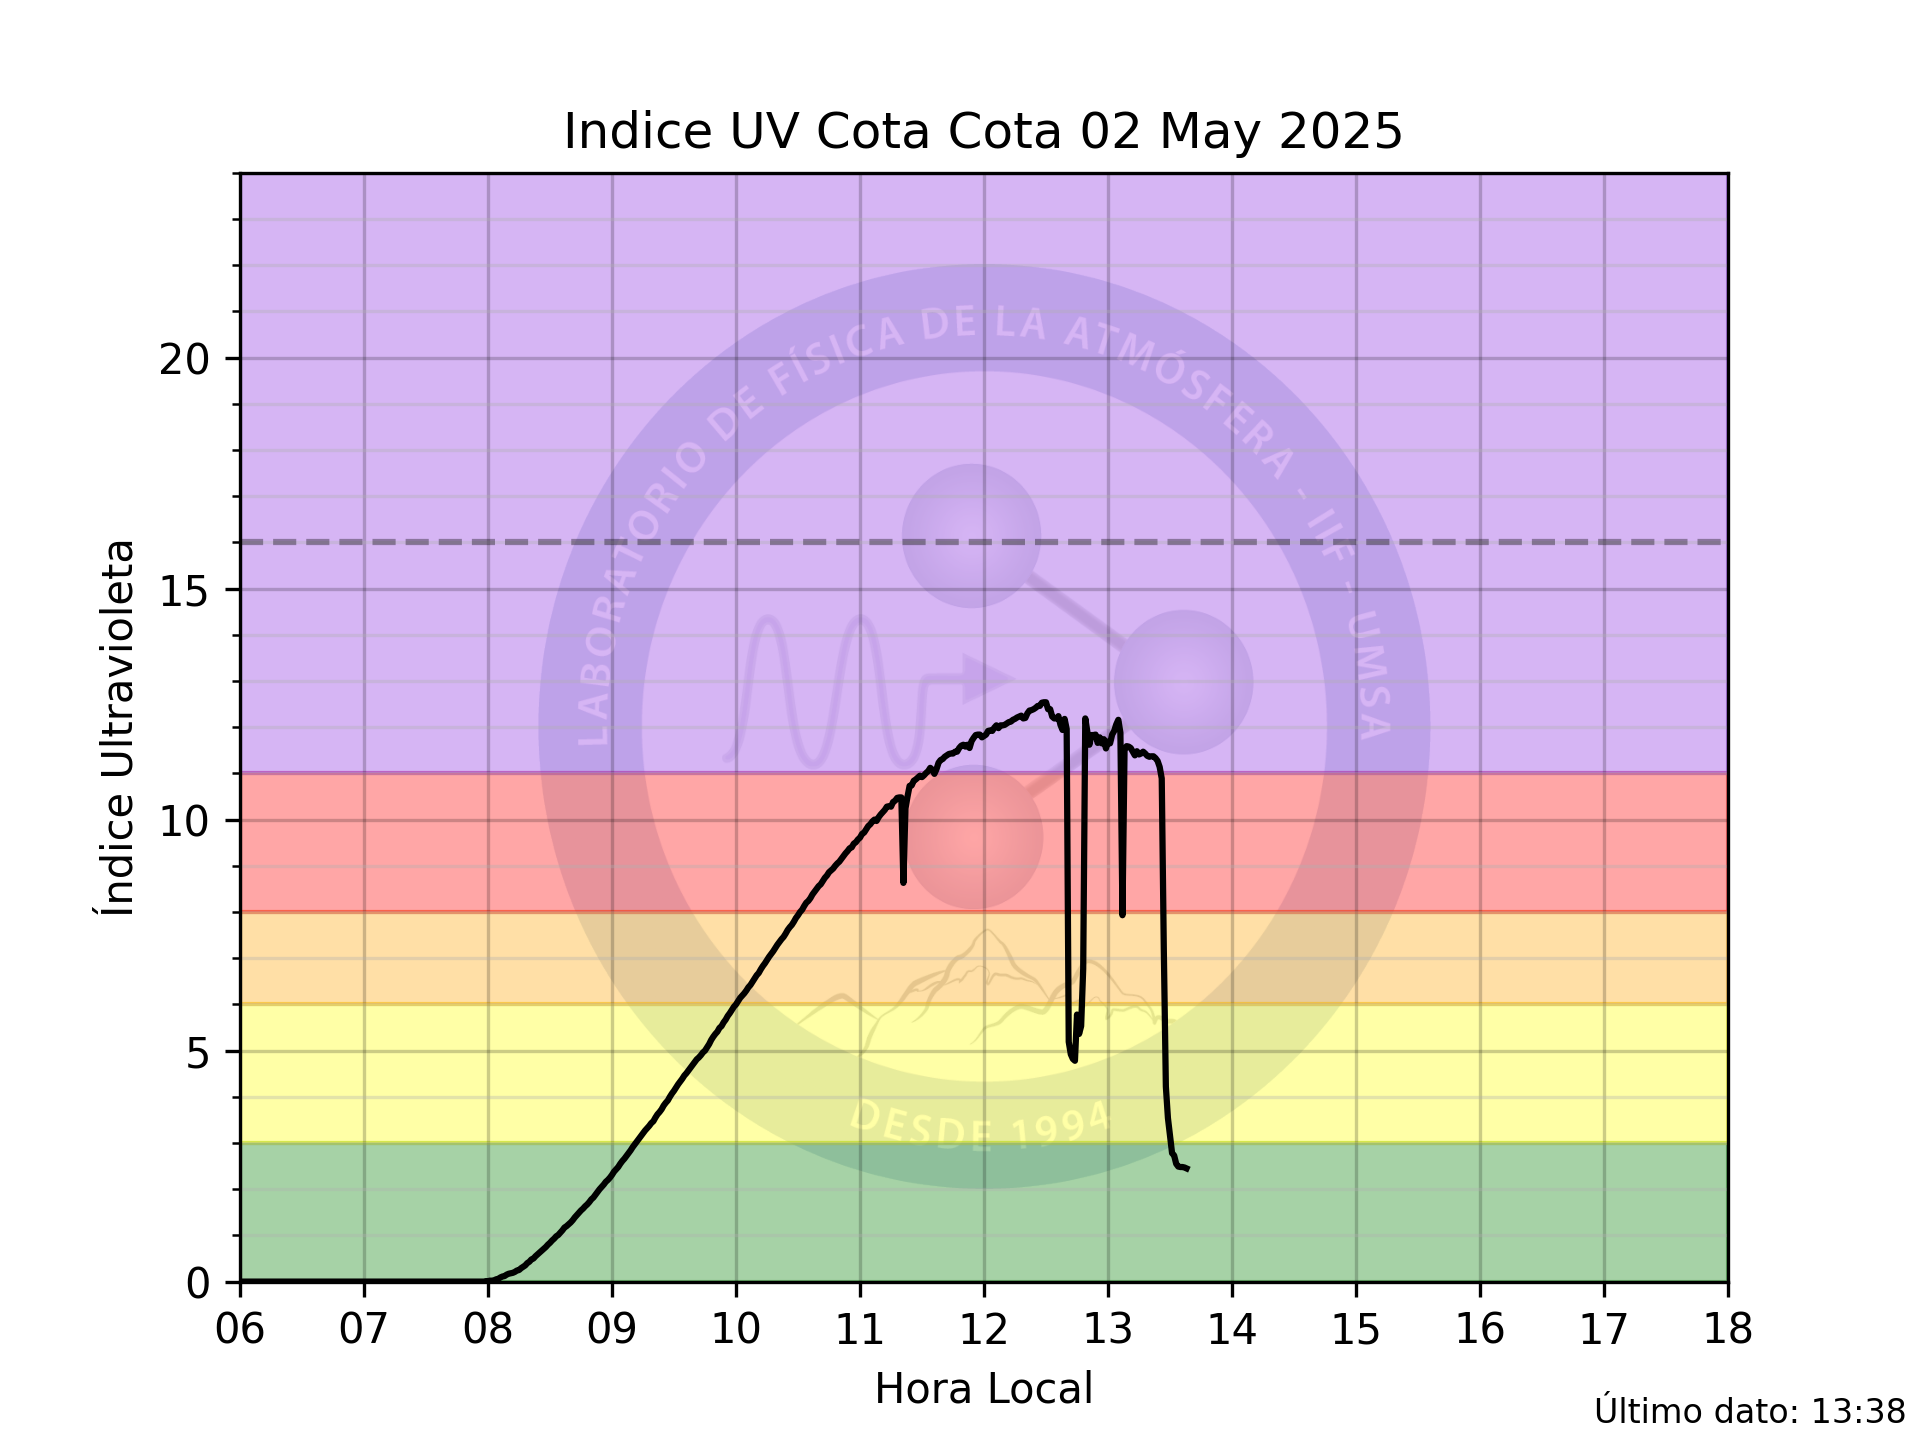 Indice UV Cota Cota 02 May 2025
20
15
10
5
0
Índice Ultravioleta
LABORATORIO DE FÍSICA DE LA ATMÓSFERA - IIF - UMSA
DESDE 1994
06 07 08 09 10 11 12 13 14 15 16 17 18
Hora Local
Último dato: 13:38